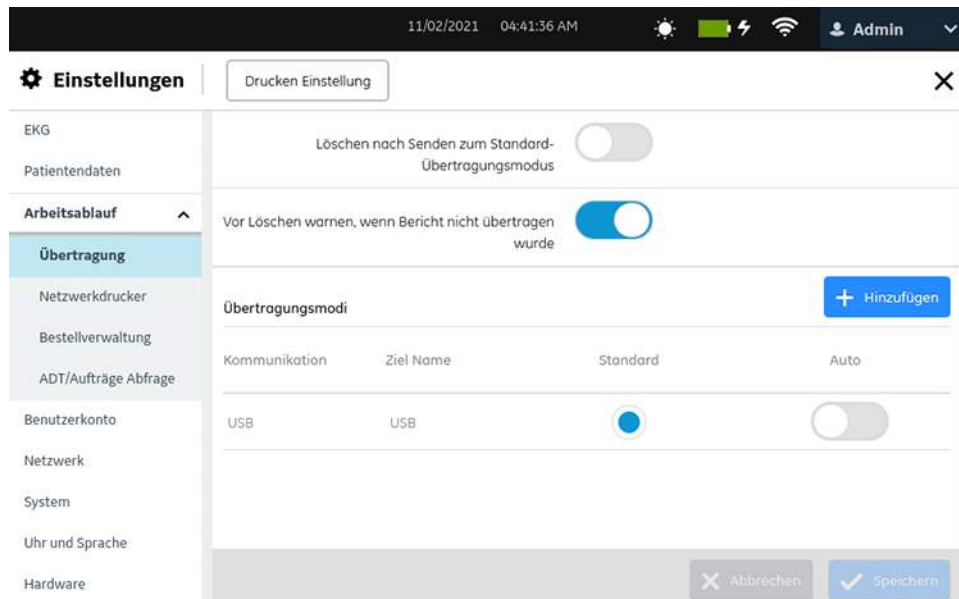 11/02/2021 04:41:36 AM Admin
Einstellungen
Drucken Einstellung
EKG
Patientendaten
Arbeitsablauf
Übertragung
Netzwerkdrucker
Bestellverwaltung
ADT/Aufträge Abfrage
Benutzerkonto
Netzwerk
System
Uhr und Sprache
Hardware
Löschen nach Senden zum Standard-
Übertragungsmodus
Vor Löschen warnen, wenn Bericht nicht übertragen
wurde
Übertragungsmodi
Hinzufügen
Kommunikation Ziel Name Standard Auto
USB USB
Abbrechen Speichern